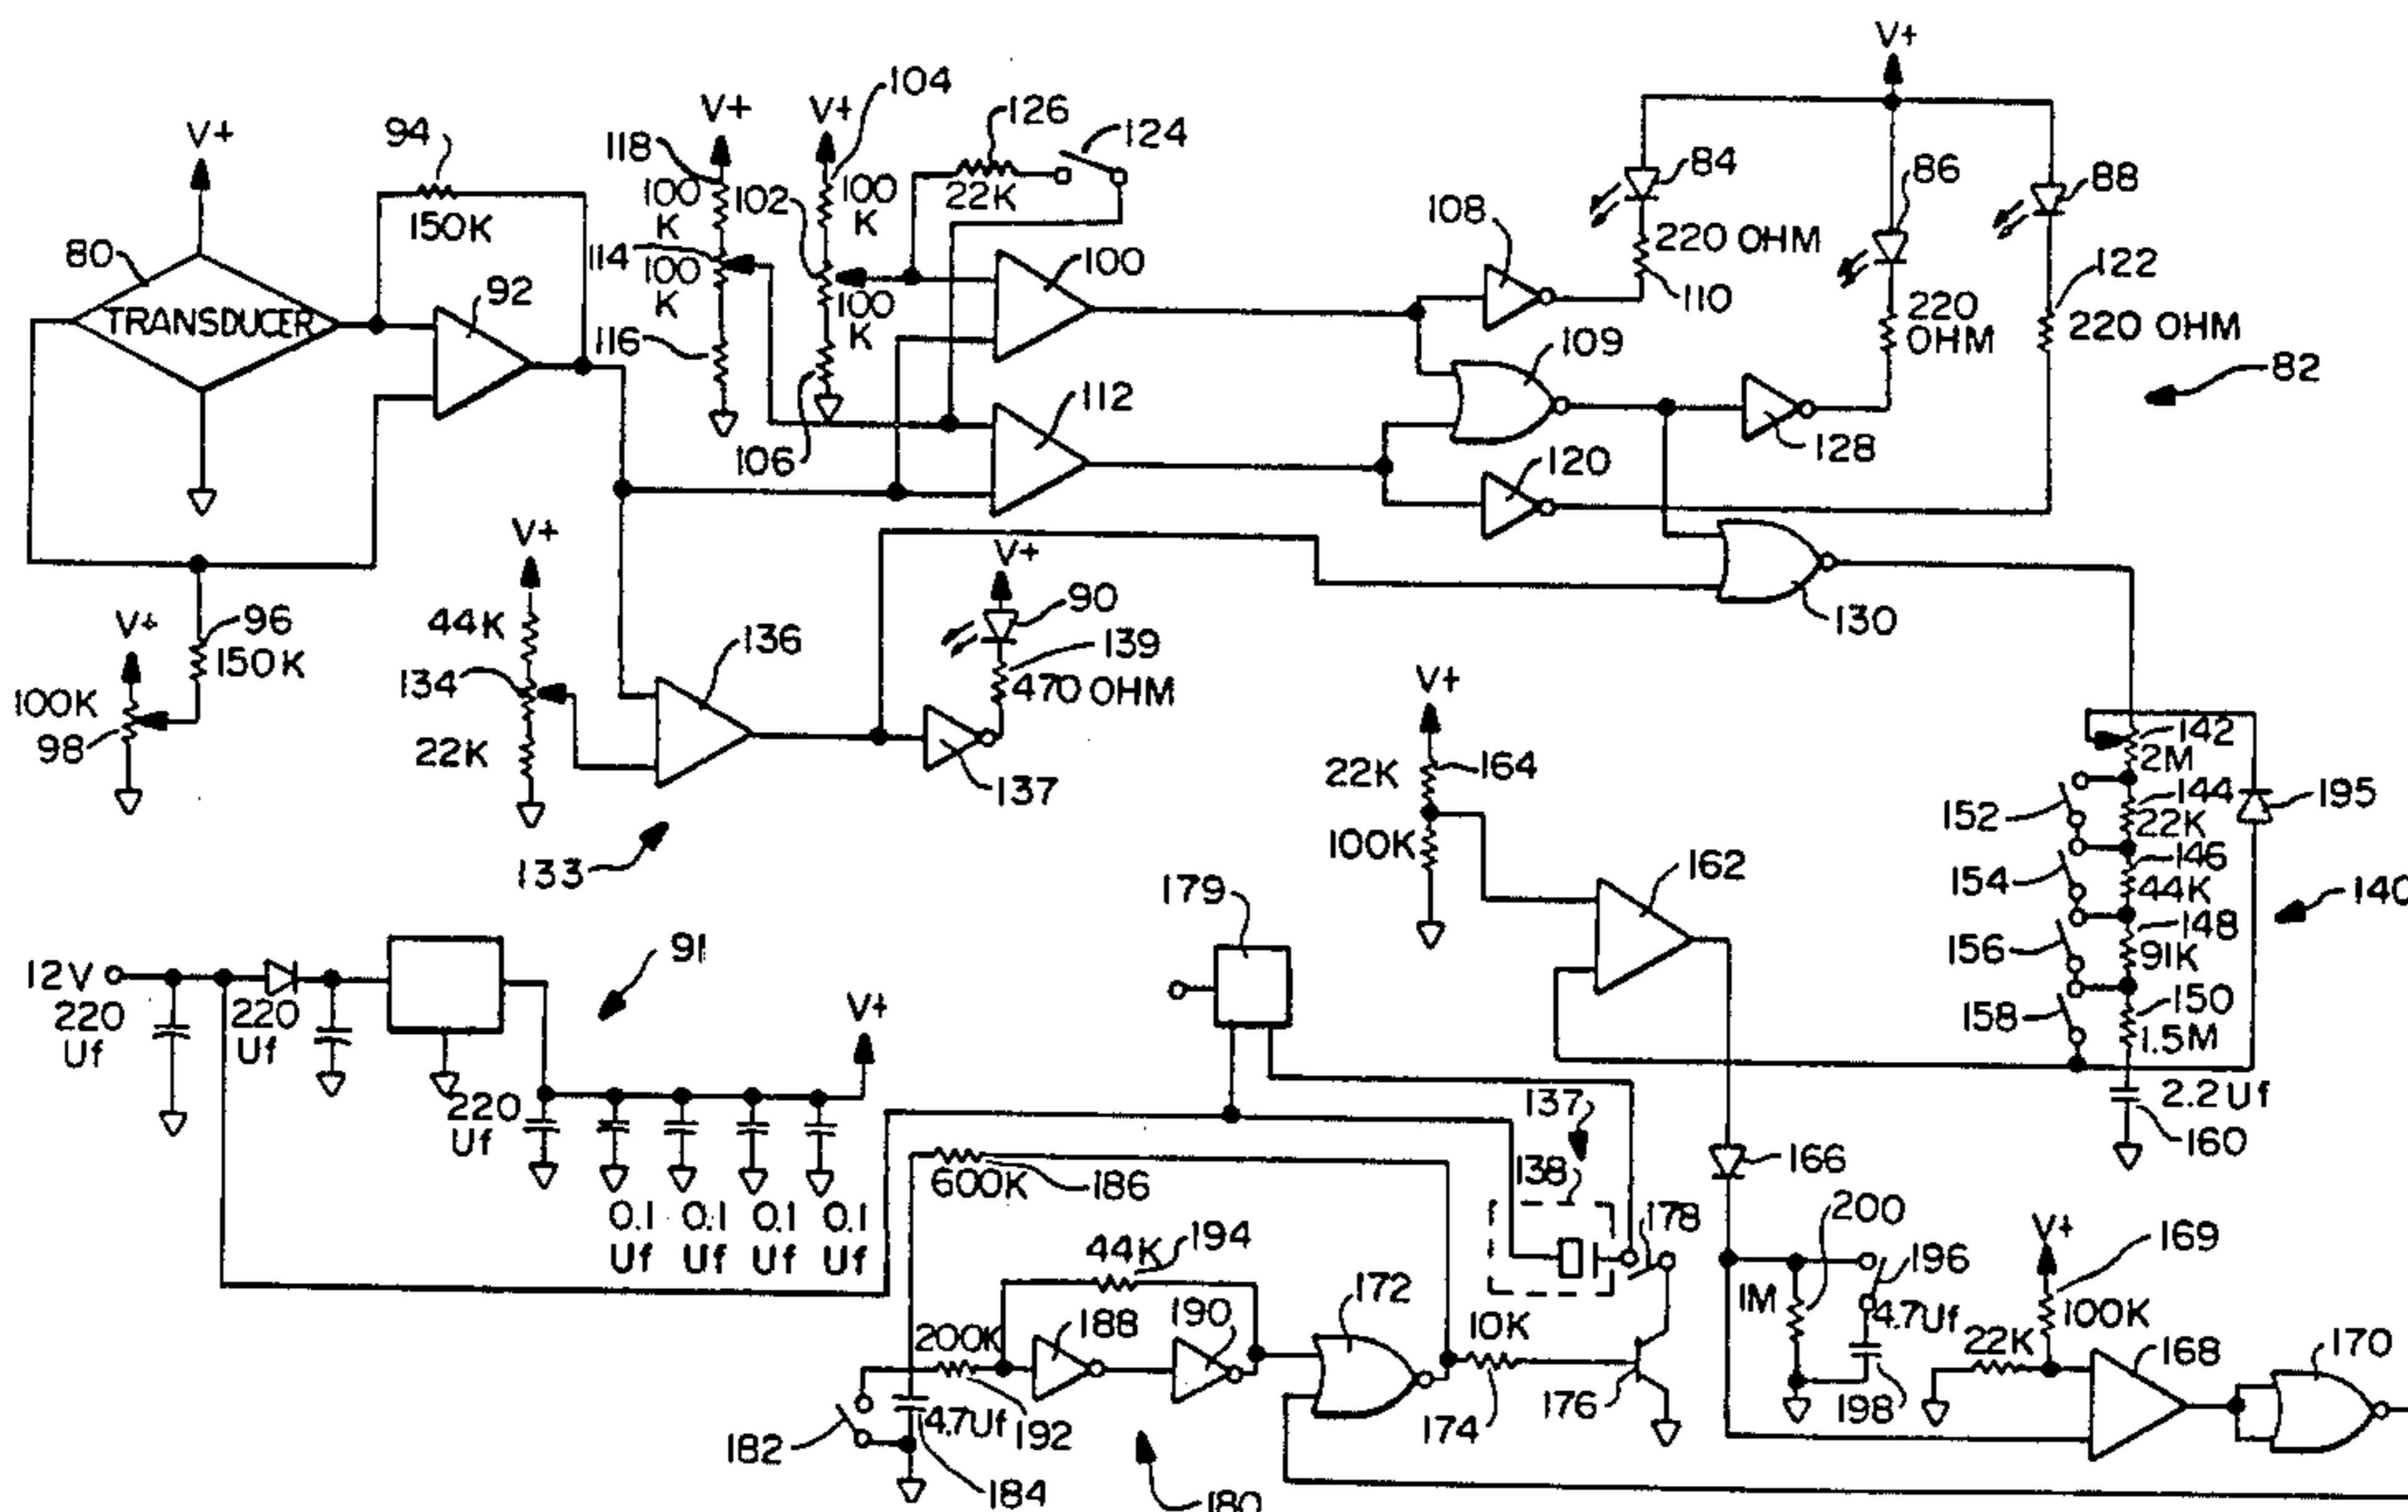 V+
104
V+
V+
94
118
126
124
V+
100 K
102
100 K
22K
84
86
88
150K
108
80
114
100 K
100 K
100
220 OHM
110
TRANSDUCER
92
122
116
109
220 OHM
220 OHM
82
112
106
128
120
V+
V+
90
130
V+
96
150K
44K
136
139
134
470 OHM
V+
100K
98
22K
137
142
2M
22K
164
144
22K
195
152
133
100K
146
162
154
44K
140
179
148
91
156
91K
12V
220 Uf
220 Uf
V+
150
158
1.5M
220 Uf
137
2.2 Uf
160
138
166
600K
186
200
178
0.1 Uf
0.1 Uf
0.1 Uf
0.1 Uf
44K
194
V+
169
196
1M
172
4.7Uf
100K
188
190
10K
200K
22K
168
170
182
4.7Uf
192
174
176
198
184
180